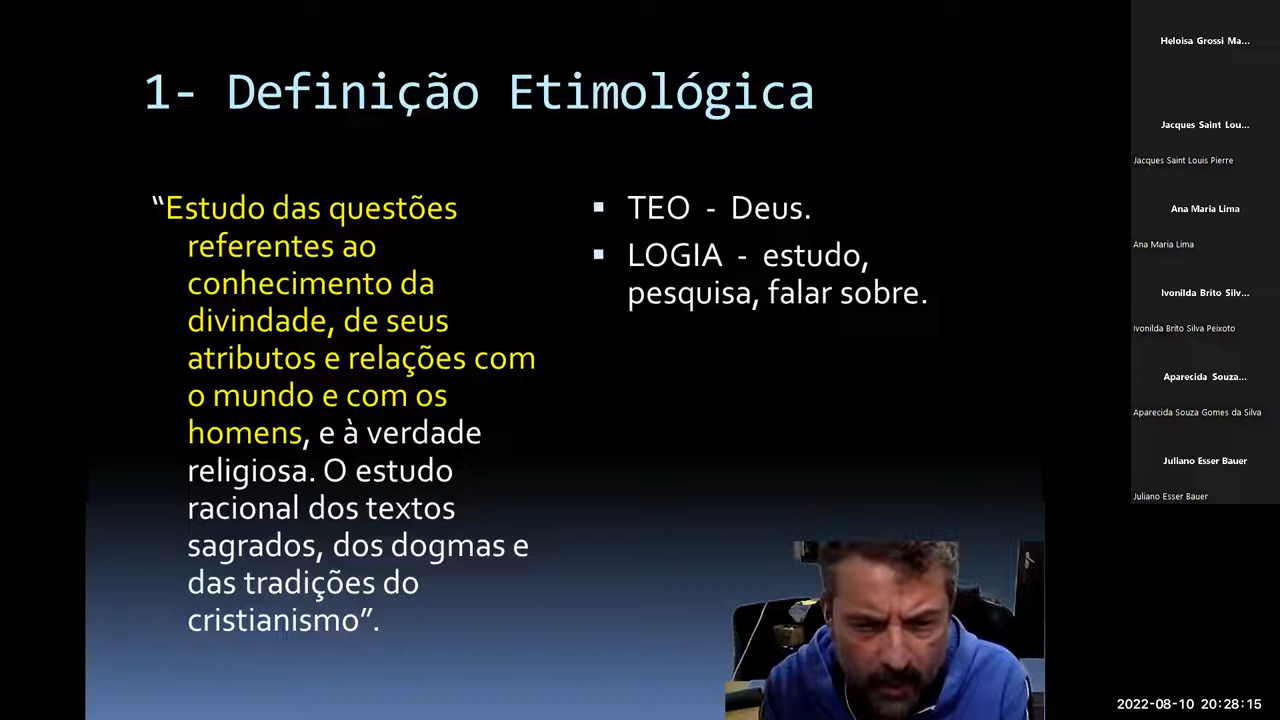 1- Definição Etimológica
“Estudo das questões
referentes ao
conhecimento da
divindade, de seus
atributos e relações com
o mundo e com os
homens, e à verdade
religiosa. O estudo
racional dos textos
sagrados, dos dogmas e
das tradições do
cristianismo”.
TEO - Deus.
LOGIA - estudo,
pesquisa, falar sobre.
Heloisa Grossi Ma...
Jacques Saint Lou...
Jacques Saint Louis Pierre
Ana Maria Lima
Ana Maria Lima
Ivonilda Brito Silv...
Ivonilda Brito Silva Peixoto
Aparecida Souza...
Aparecida Souza Gomes da Silva
Juliano Esser Bauer
Juliano Esser Bauer
2022-08-10 20:28:15